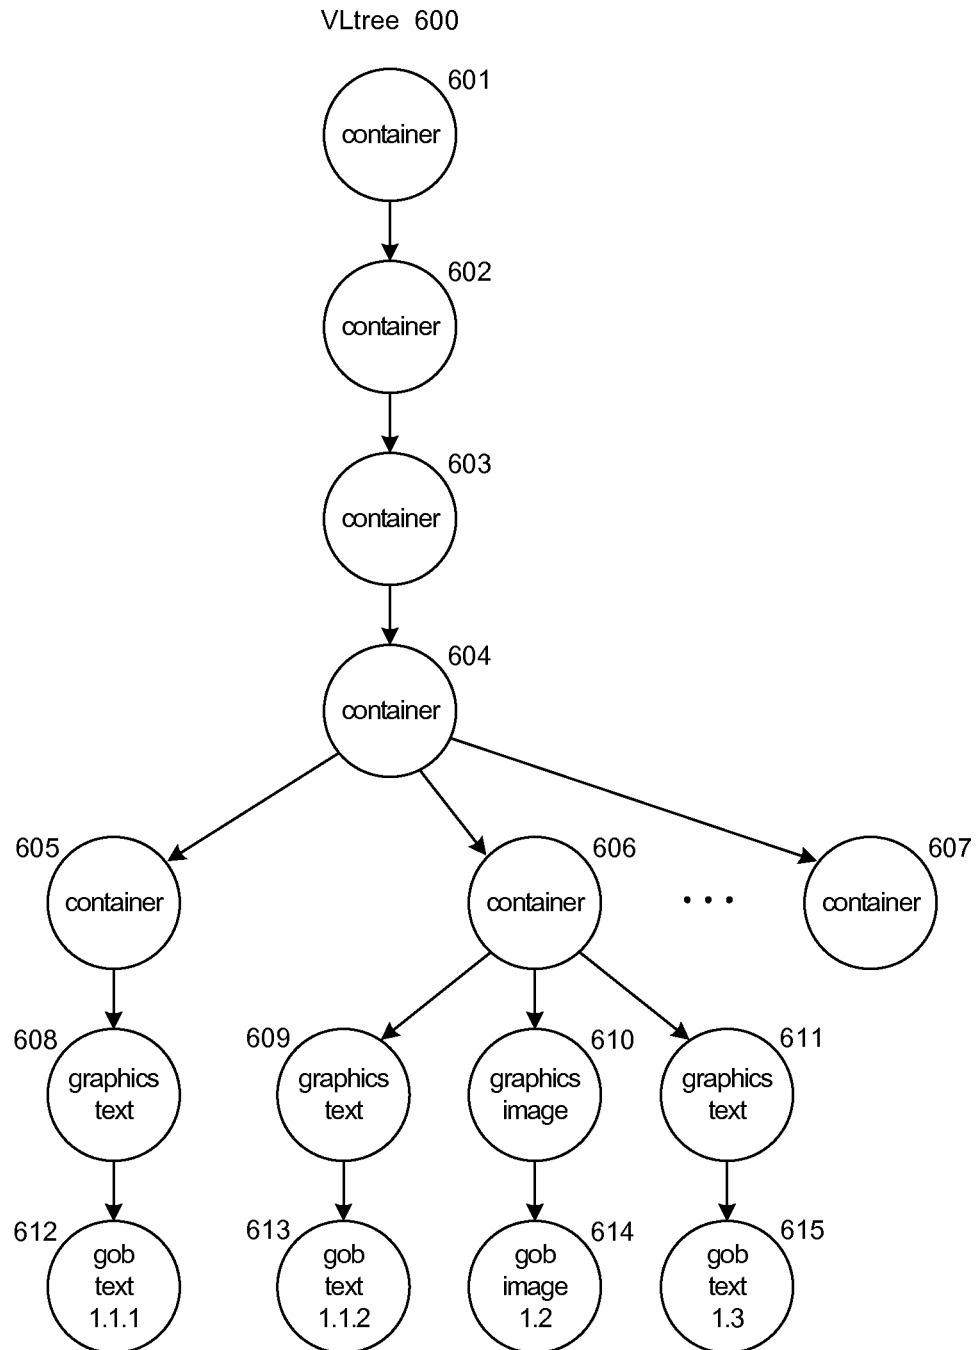 VLtree 600
601
container
602
container
603
container
604
container
605
container
606
container
. . .
607
container
608
graphics
text
609
graphics
text
610
graphics
image
611
graphics
text
612
gob
text
1.1.1
613
gob
text
1.1.2
614
gob
image
1.2
615
gob
text
1.3